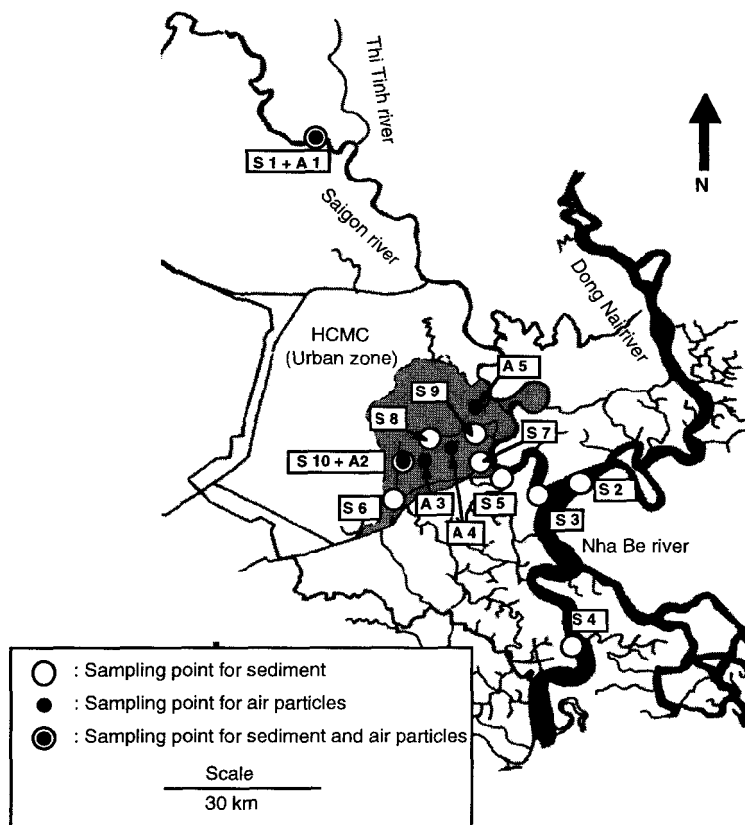 Thi Tinh river
S 1 + A 1
N
Saigon river
Dong Nai river
HCMC
(Urban zone)
A 5
S 9
S 8
S 7
S 10 + A2
S 2
S 6
A 3
S 5
S 3
A 4
Nha Be river
S 4
: Sampling point for sediment
: Sampling point for air particles
: Sampling point for sediment and air particles
Scale
30 km